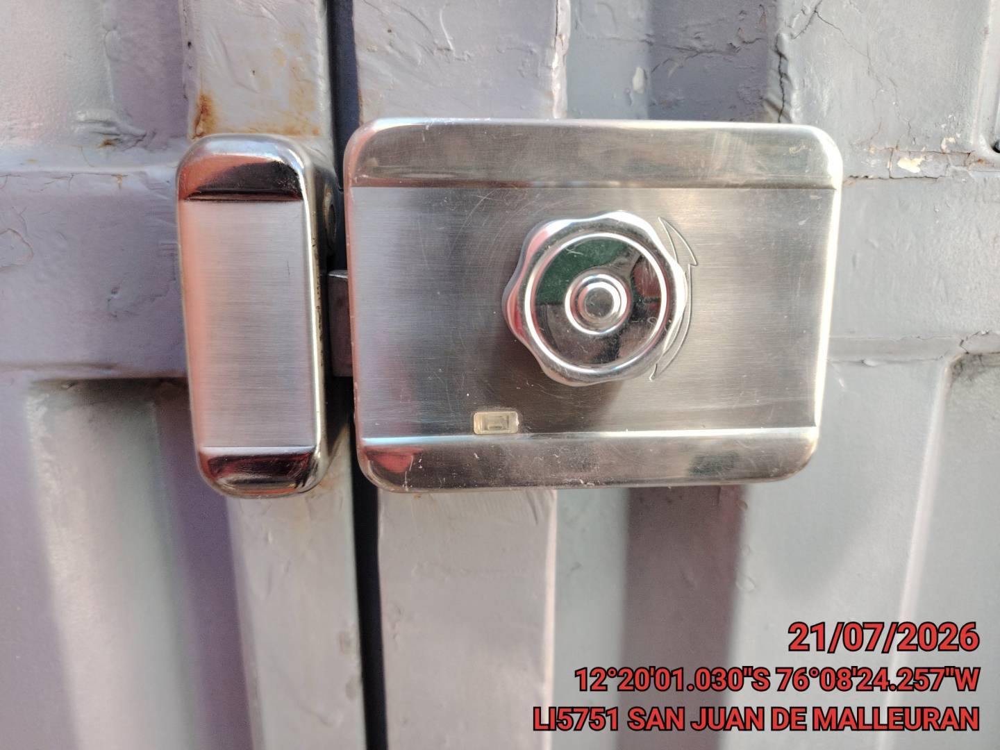 21/07/2026
12°20'01.030"S 76°08'24.257"W
LI5751 SAN JUAN DE MALLEURAN